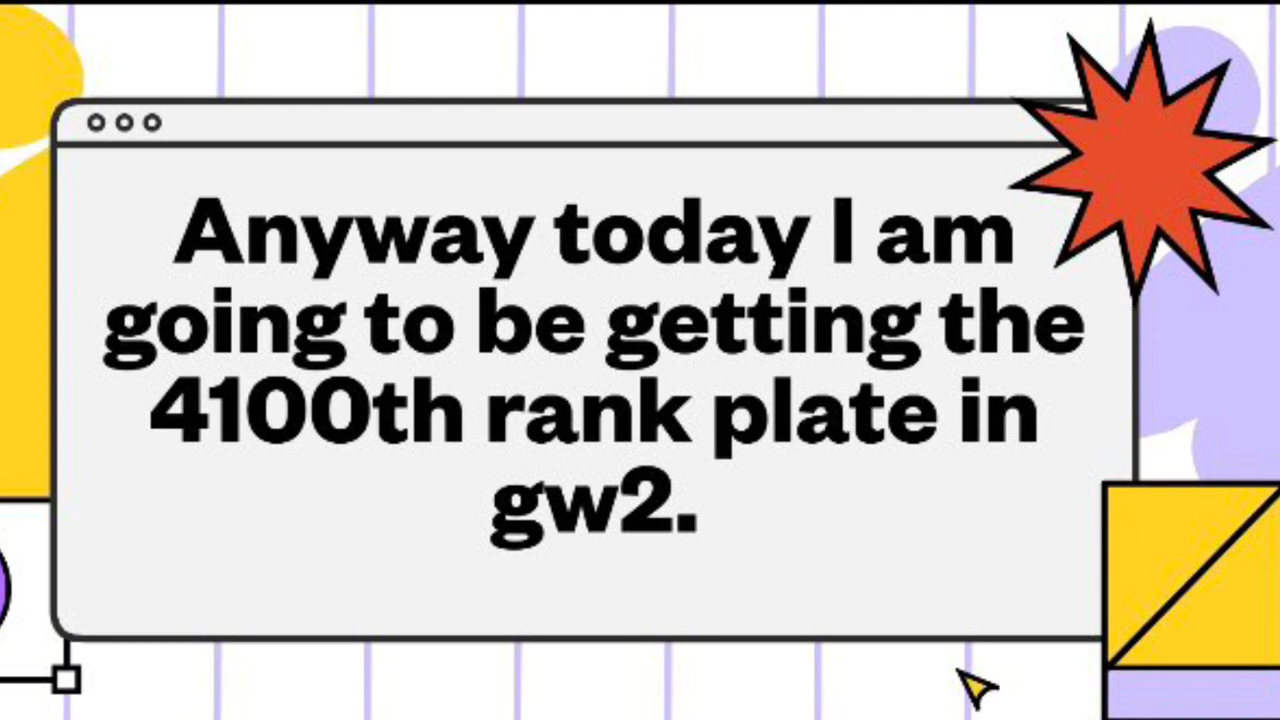 Anyway today I am
going to be getting the
4100th rank plate in
gw2.